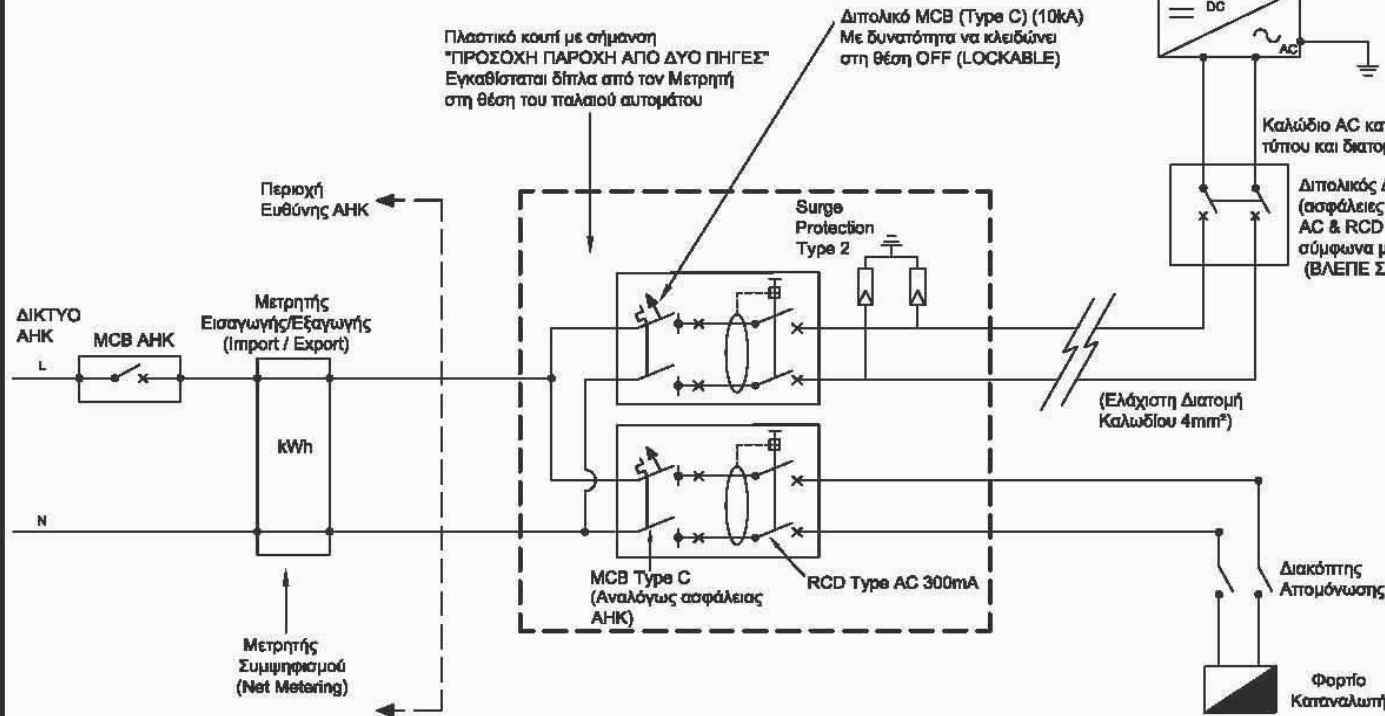 Πλαστικό κουτί με σήμανση
"ΠΡΟΣΟΧΗ ΠΑΡΟΧΗ ΑΠΟ ΔΥΟ ΠΗΓΕΣ"
Εγκαθίσταται δίπλα από τον Μετρητή
στη θέση του παλαιού αυτομάτου
Διπολικό MCB (Type C) (10kA)
Με δυνατότητα να κλειδώνει
στη θέση OFF (LOCKABLE)
DC
AC
Καλώδιο AC
τύπου και
Διπολικός
(ασφάλειες
AC & RCD
σύμφωνα
(ΒΛΕΠΕ
Περιοχή
Ευθύνης ΑΗΚ
Surge
Protection
Type 2
ΔΙΚΤΥΟ
ΑΗΚ
L
MCB ΑΗΚ
Μετρητής
Εισαγωγής/Εξαγωγής
(Import / Export)
kWh
N
(Ελάχιστη Διατομή
Καλωδίου 4mm²)
MCB Type C
(Αναλόγως ασφάλειας
ΑΗΚ)
RCD Type AC 300mA
Διακόπτης
Απομόνωσης
Μετρητής
Συμψηφισμού
(Net Metering)
Φορτίο
Καταναλωτή